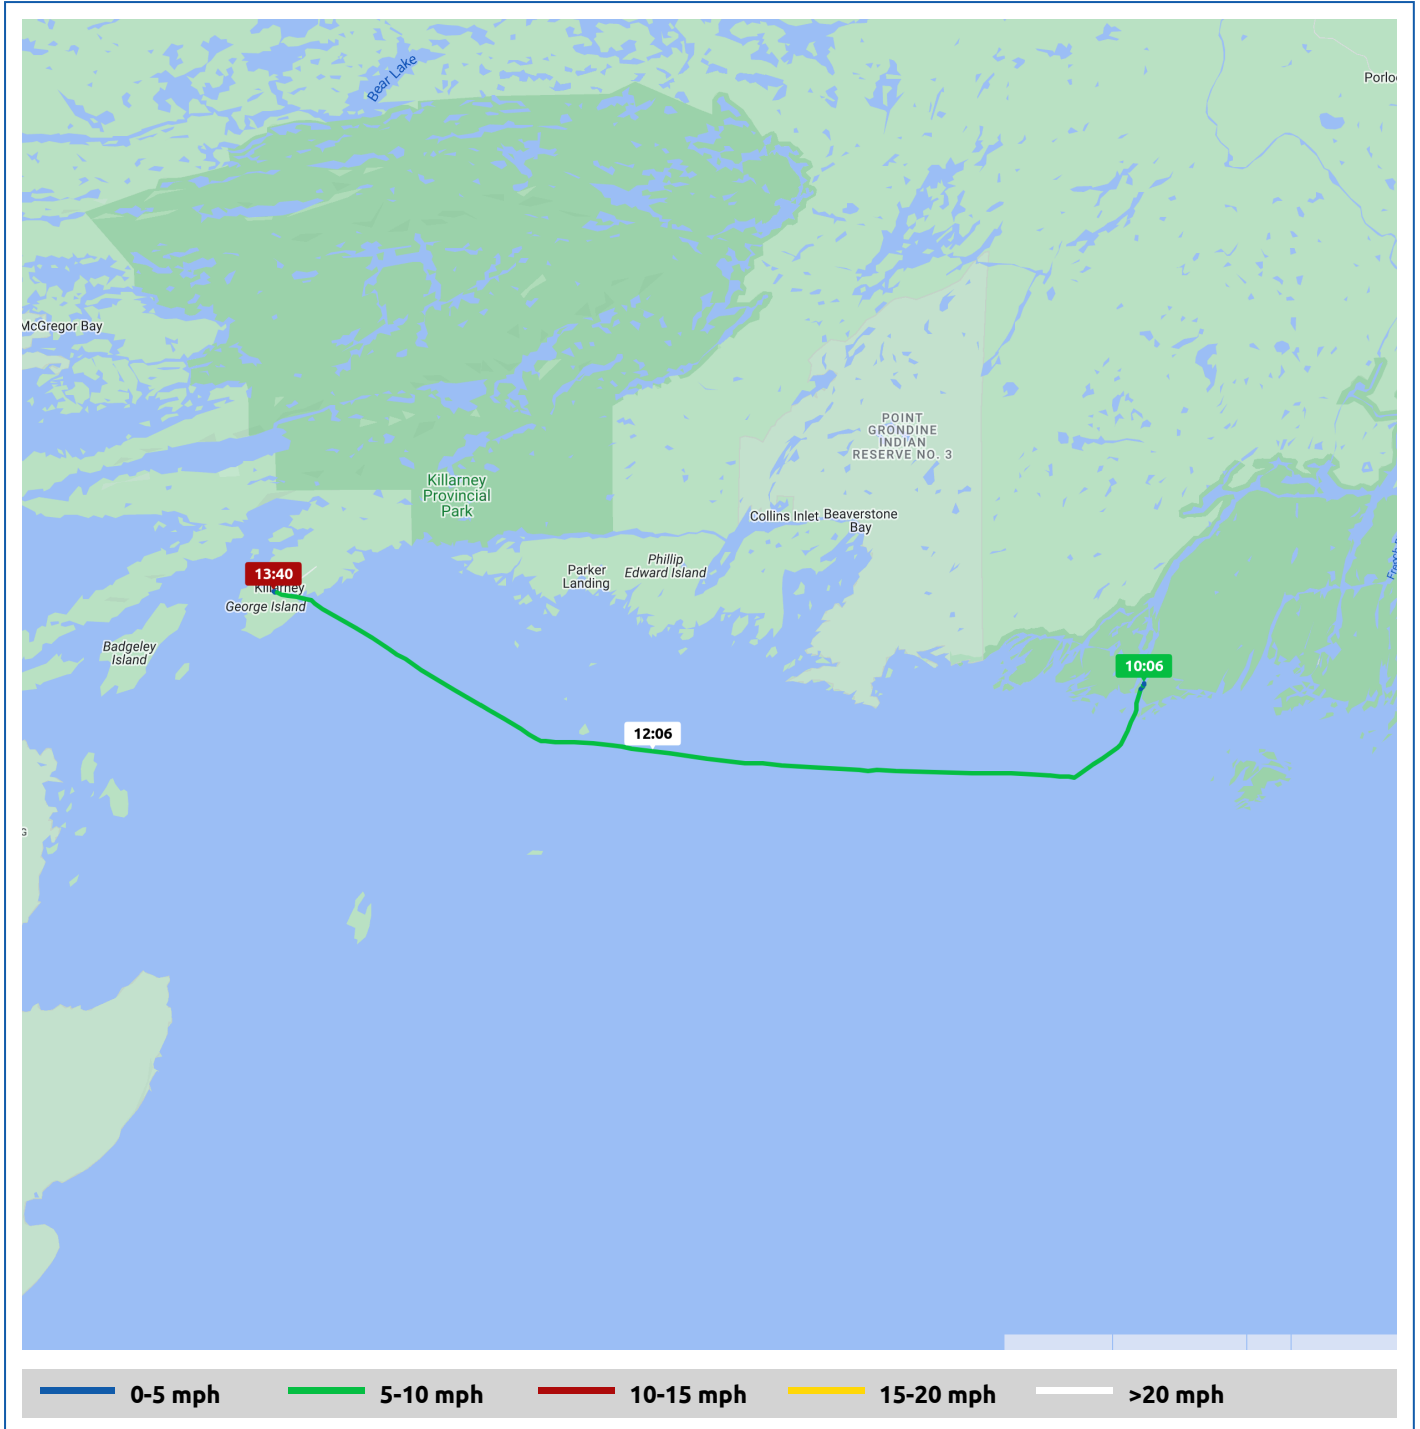 Bear Lake
Porlo
McGregor Bay
POINT
GRONDINE
INDIAN
RESERVE NO. 3
Killarney
Provincial
Park
Collins Inlet
Beaverstone
Bay
Phillip
Edward Island
Parker
Landing
13:40
Killarney
George Island
Badgeley
Island
10:06
12:06
G
0-5 mph
5-10 mph
10-15 mph
15-20 mph
>20 mph